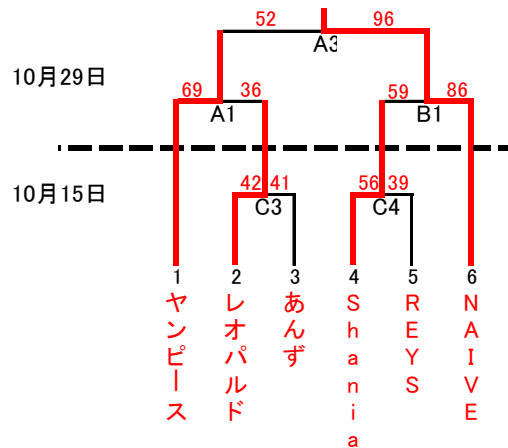 52 96
A3
10月29日
69 36 59 86
A1 B1
10月15日
42 41 56 39
C3 C4
1 2 3 4 5 6
ヤンピース
レオパルド
あんず
Shania
REYS
NAIVE